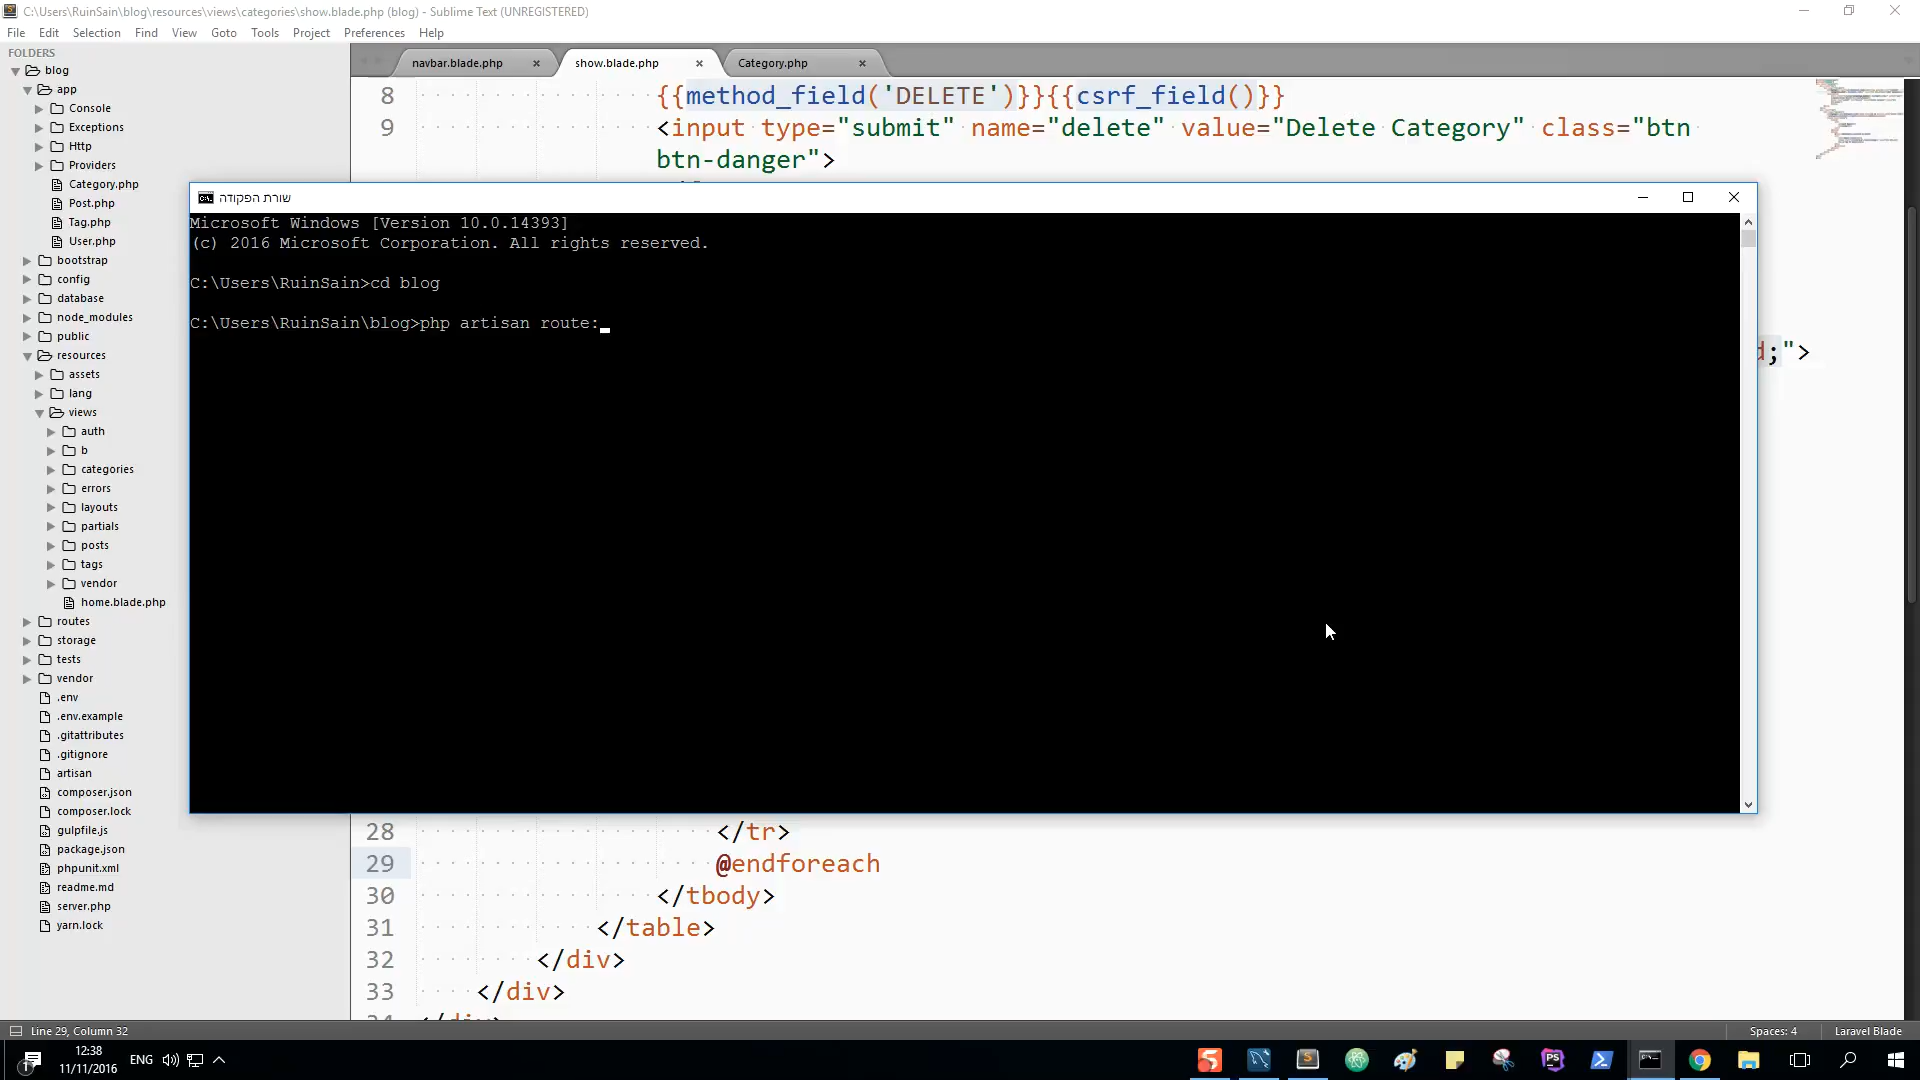 C:\Users\RuinSain\blog\resources\views\categories\show.blade.php (blog) - Sublime Text (UNREGISTERED)
File Edit Selection Find View Goto Tools Project Preferences Help
FOLDERS
blog
app
Console
Exceptions
Http
Providers
Category.php
Post.php
Tag.php
User.php
bootstrap
config
database
node_modules
public
resources
assets
lang
views
auth
b
categories
errors
layouts
partials
posts
tags
vendor
home.blade.php
routes
storage
tests
vendor
.env
.env.example
.gitattributes
.gitignore
artisan
composer.json
composer.lock
gulpfile.js
package.json
phpunit.xml
readme.md
server.php
yarn.lock
navbar.blade.php show.blade.php Category.php
8 {{method_field('DELETE')}}{{csrf_field()}}
9 <input type="submit" name="delete" value="Delete Category" class="btn
btn-danger">
שורת הפקודה
Microsoft Windows [Version 10.0.14393]
(c) 2016 Microsoft Corporation. All rights reserved.
C:\Users\RuinSain>cd blog
C:\Users\RuinSain\blog>php artisan route:
;">
28 </tr>
29 @endforeach
30 </tbody>
31 </table>
32 </div>
33 </div>
Line 29, Column 32 Spaces: 4 Laravel Blade
12:38
11/11/2016
ENG